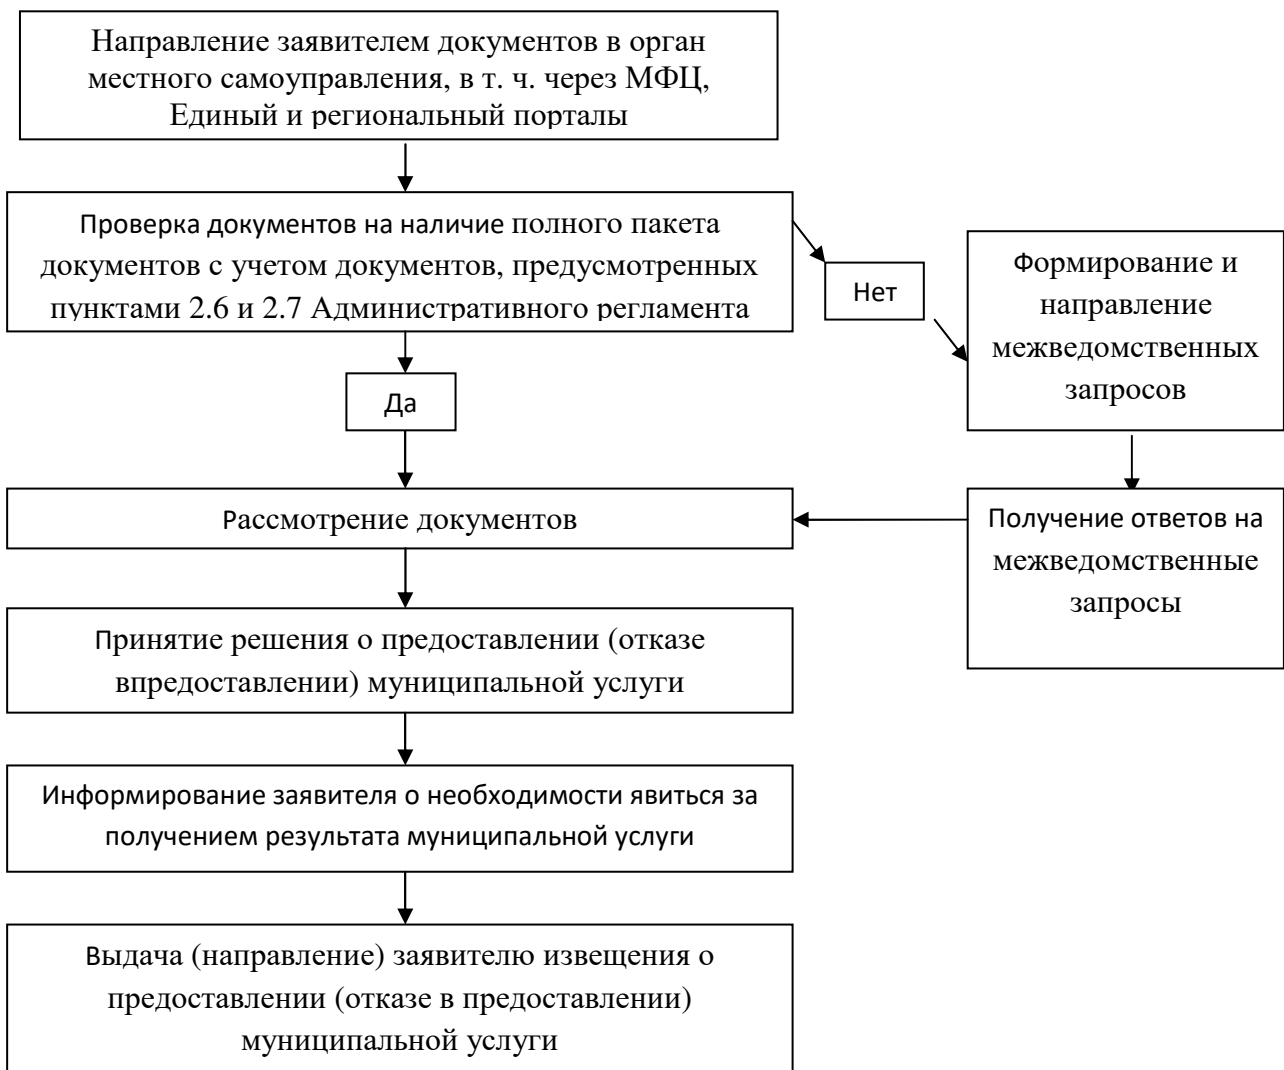 Направление заявителем документов в орган
местного самоуправления, в т. ч. через МФЦ,
Единый и региональный порталы
Проверка документов на наличие полного пакета
документов с учетом документов, предусмотренных
пунктами 2.6 и 2.7 Административного регламента
Нет
Формирование и
направление
межведомственных
запросов
Да
Рассмотрение документов
Получение ответов на
межведомственные
запросы
Принятие решения о предоставлении (отказе
впредоставлении) муниципальной услуги
Информирование заявителя о необходимости явиться за
получением результата муниципальной услуги
Выдача (направление) заявителю извещения о
предоставлении (отказе в предоставлении)
муниципальной услуги